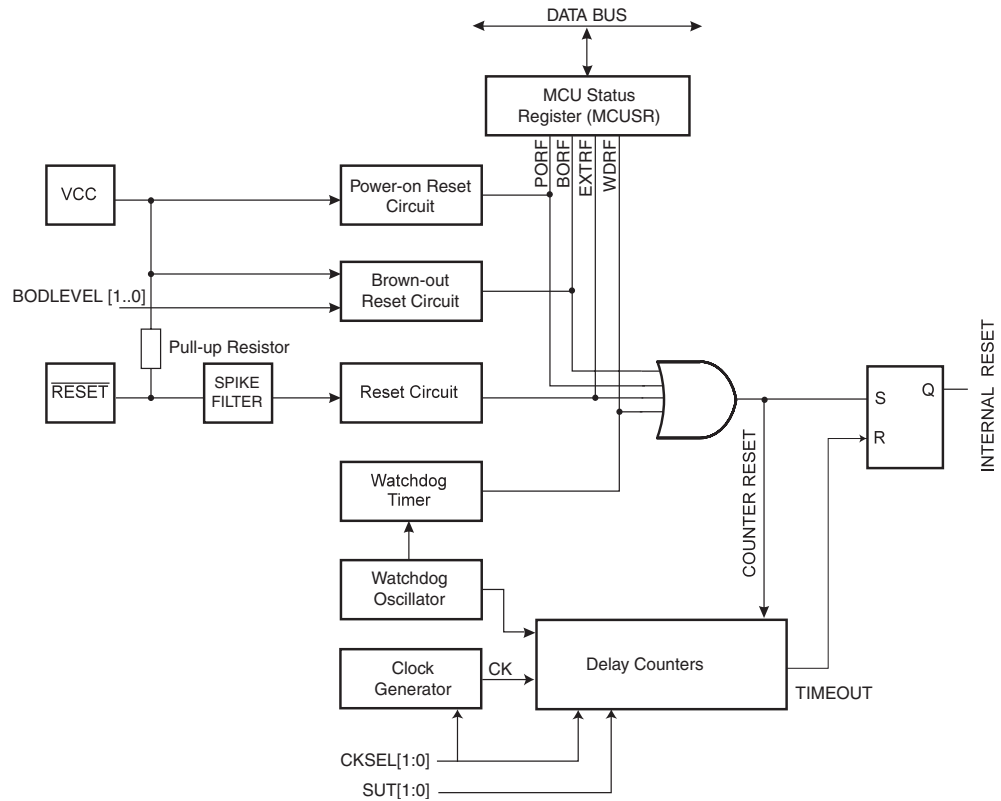 DATA BUS
MCU Status
Register (MCUSR)
PORF
BORF
EXTRF
WDRF
VCC
Power-on Reset
Circuit
Brown-out
Reset Circuit
BODLEVEL [1..0]
Pull-up Resistor
RESET
SPIKE
FILTER
Reset Circuit
S
R
Q
INTERNAL RESET
Watchdog
Timer
COUNTER RESET
Watchdog
Oscillator
Clock
Generator
CK
Delay Counters
TIMEOUT
CKSEL[1:0]
SUT[1:0]